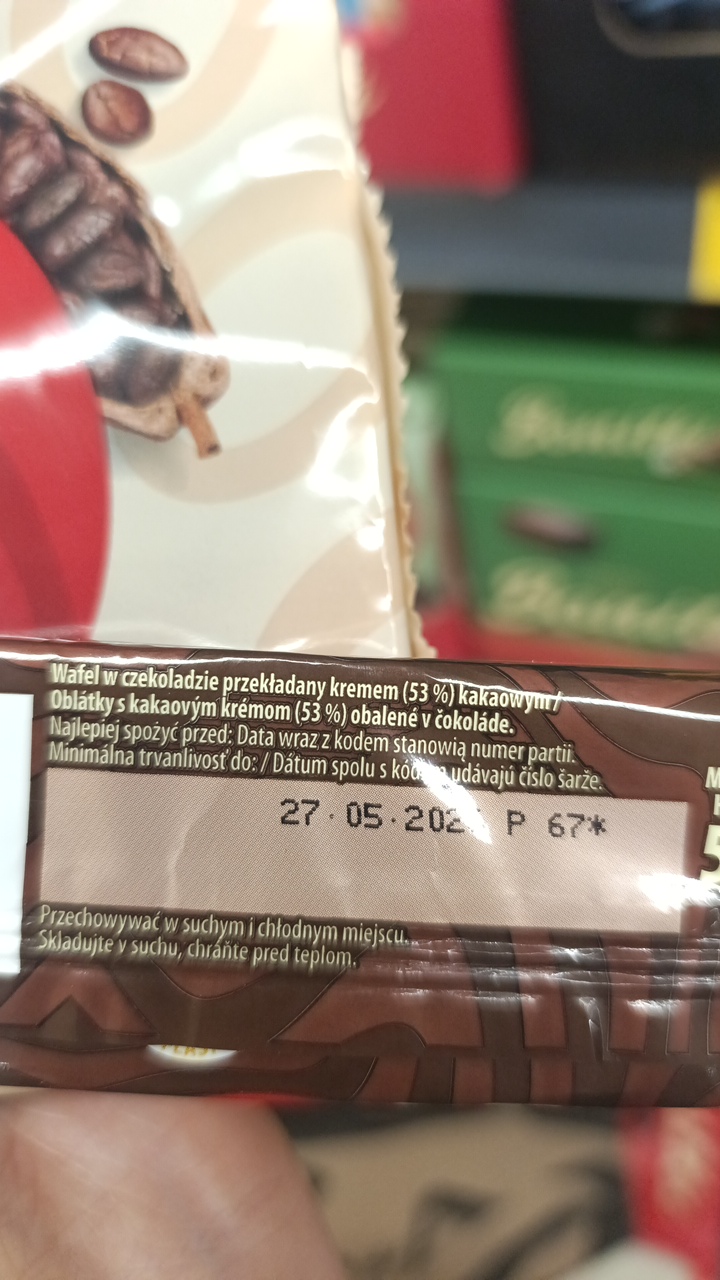 Wafel w czekoladzie przekładany kremem (53 %) kakaowym /
Oblátky s kakaovým krémom (53 %) obalené v čokoláde.
Najlepiej spożyć przed: Data wraz z kodem stanowią numer partii.
Minimálna trvanlivosť do: / Dátum spolu s udávajú číslo šarže.
27.05. P 67*
Przechowywać w suchym i chłodnym miejscu.
Skladujte v suchu, chráňte pred teplom.